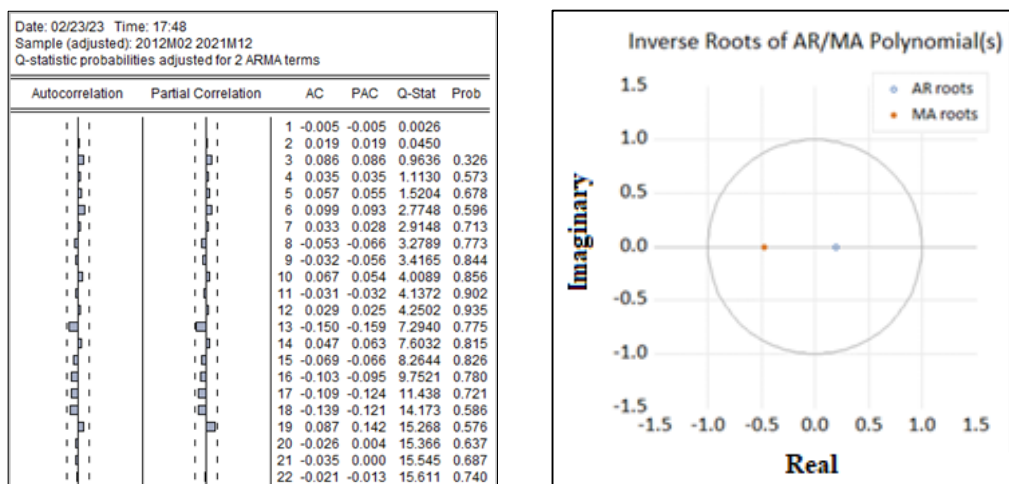 Date: 02/23/23 Time: 17:48
Sample (adjusted): 2012M02 2021M12
Q-statistic probabilities adjusted for 2 ARMA terms
Autocorrelation Partial Correlation AC PAC Q-Stat Prob
1 -0.005 -0.005 0.0026
2 0.019 0.019 0.0450
3 0.086 0.086 0.9636 0.326
4 0.035 0.035 1.1130 0.573
5 0.057 0.055 1.5204 0.678
6 0.099 0.093 2.7748 0.596
7 0.033 0.028 2.9148 0.713
8 -0.053 -0.066 3.2789 0.773
9 -0.032 -0.056 3.4165 0.844
10 0.067 0.054 4.0089 0.856
11 -0.031 -0.032 4.1372 0.902
12 0.029 0.025 4.2502 0.935
13 -0.150 -0.159 7.2940 0.775
14 0.047 0.063 7.6032 0.815
15 -0.069 -0.066 8.2644 0.826
16 -0.103 -0.095 9.7521 0.780
17 -0.109 -0.124 11.438 0.721
18 -0.139 -0.121 14.173 0.586
19 0.087 0.142 15.268 0.576
20 -0.026 0.004 15.366 0.637
21 -0.035 0.000 15.545 0.687
22 -0.021 -0.013 15.611 0.740
Inverse Roots of AR/MA Polynomial(s)
AR roots
MA roots
1.5
1.0
0.5
0.0
-0.5
-1.0
-1.5
Imaginary
-1.5 -1.0 -0.5 0.0 0.5 1.0 1.5
Real